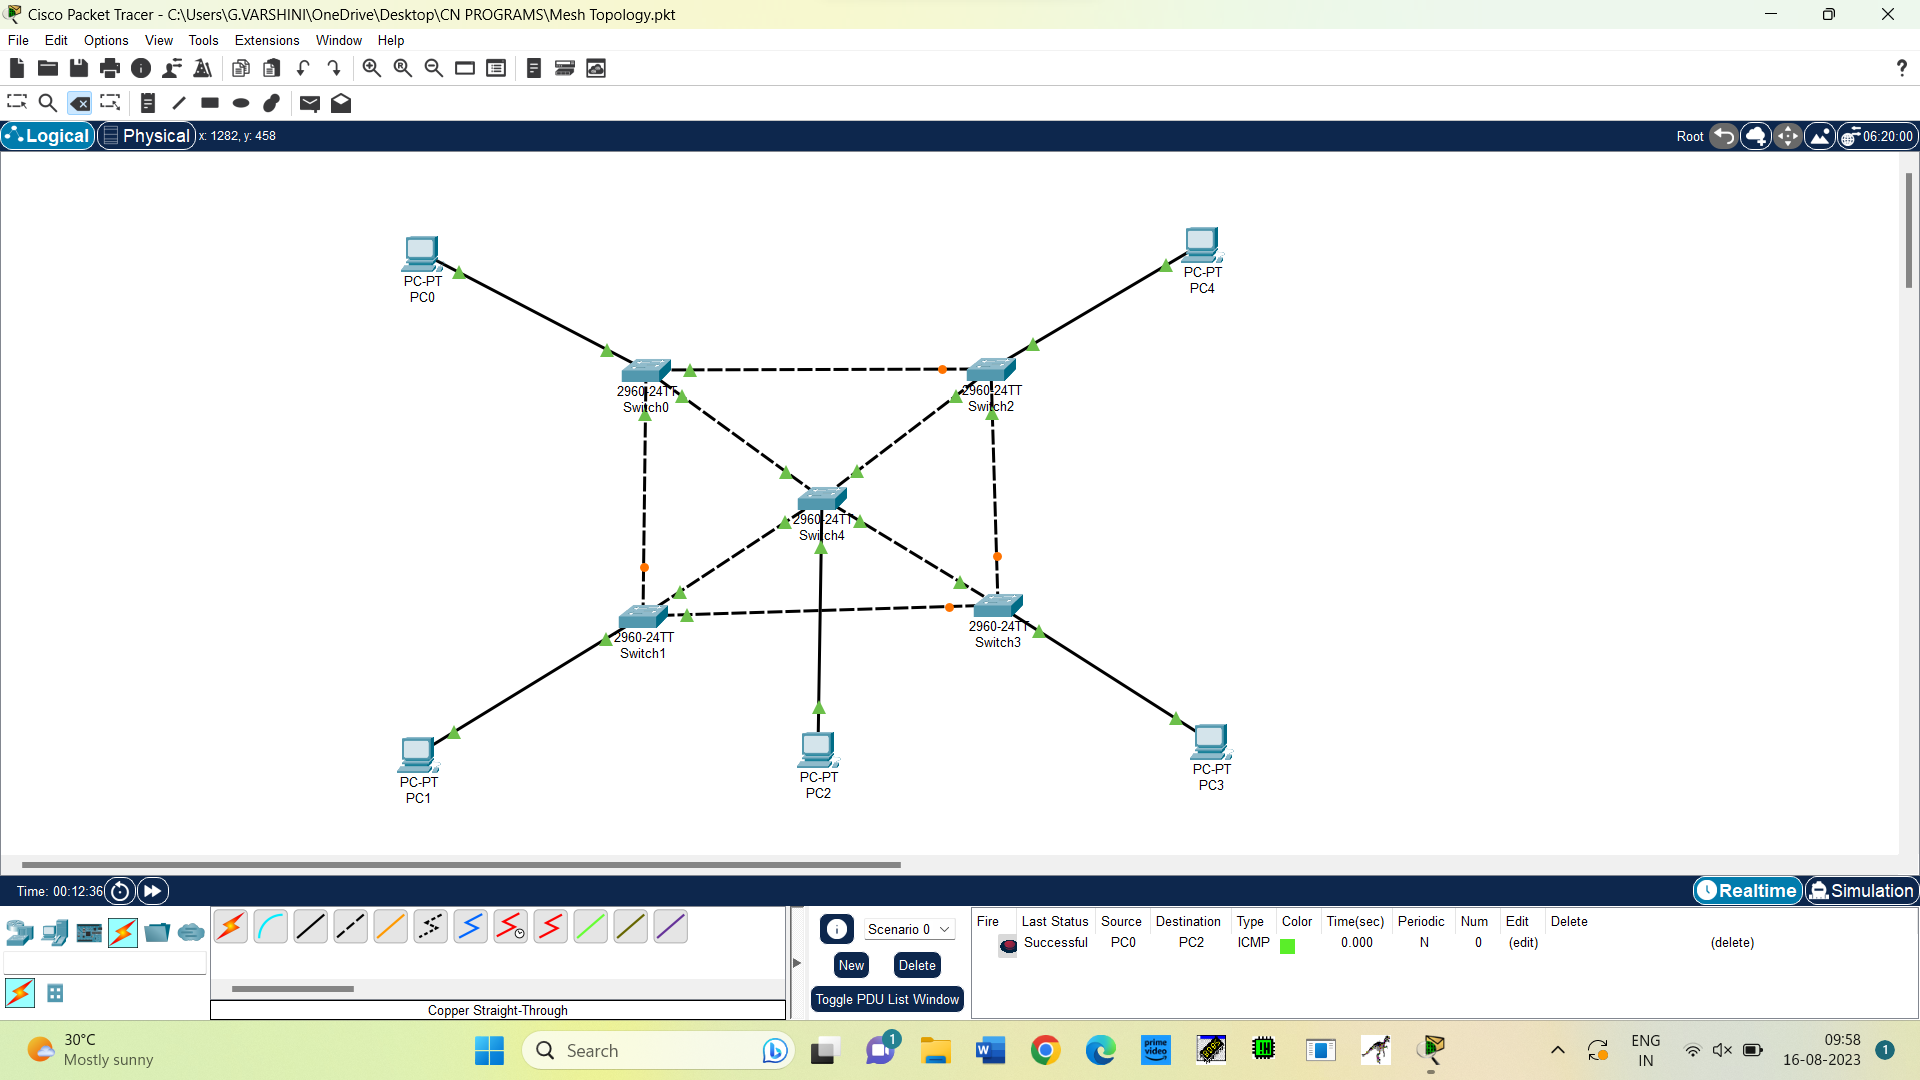 Cisco Packet Tracer - C:\Users\G.VARSHINI\OneDrive\Desktop\CN PROGRAMS\Mesh Topology.pkt
File Edit Options View Tools Extensions Window Help
?
Logical Physical x: 1282, y: 458 Root 06:20:00
PC-PT
PC0
PC-PT
PC4
2960-24TT
Switch0
2960-24TT
Switch2
2960-24TT
Switch4
2960-24TT
Switch1
2960-24TT
Switch3
PC-PT
PC1
PC-PT
PC2
PC-PT
PC3
Time: 00:12:36 Realtime Simulation
Scenario 0
New Delete
Toggle PDU List Window
Fire Last Status Source Destination Type Color Time(sec) Periodic Num Edit Delete
Successful PC0 PC2 ICMP 0.000 N 0 (edit) (delete)
Copper Straight-Through
30°C
Mostly sunny
Search
1
prime video
ENG
IN
09:58
16-08-2023
1